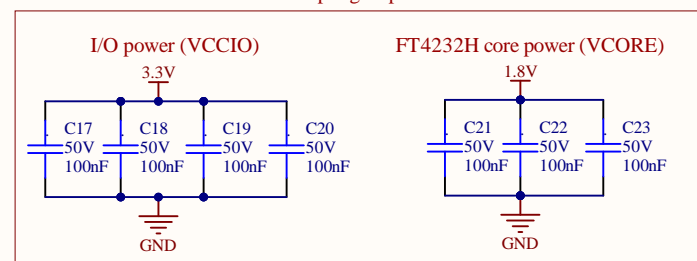 I/O power (VCCIO)
3.3V
C17
50V
100nF
C18
50V
100nF
C19
50V
100nF
C20
50V
100nF
GND
FT4232H core power (VCORE)
1.8V
C21
50V
100nF
C22
50V
100nF
C23
50V
100nF
GND